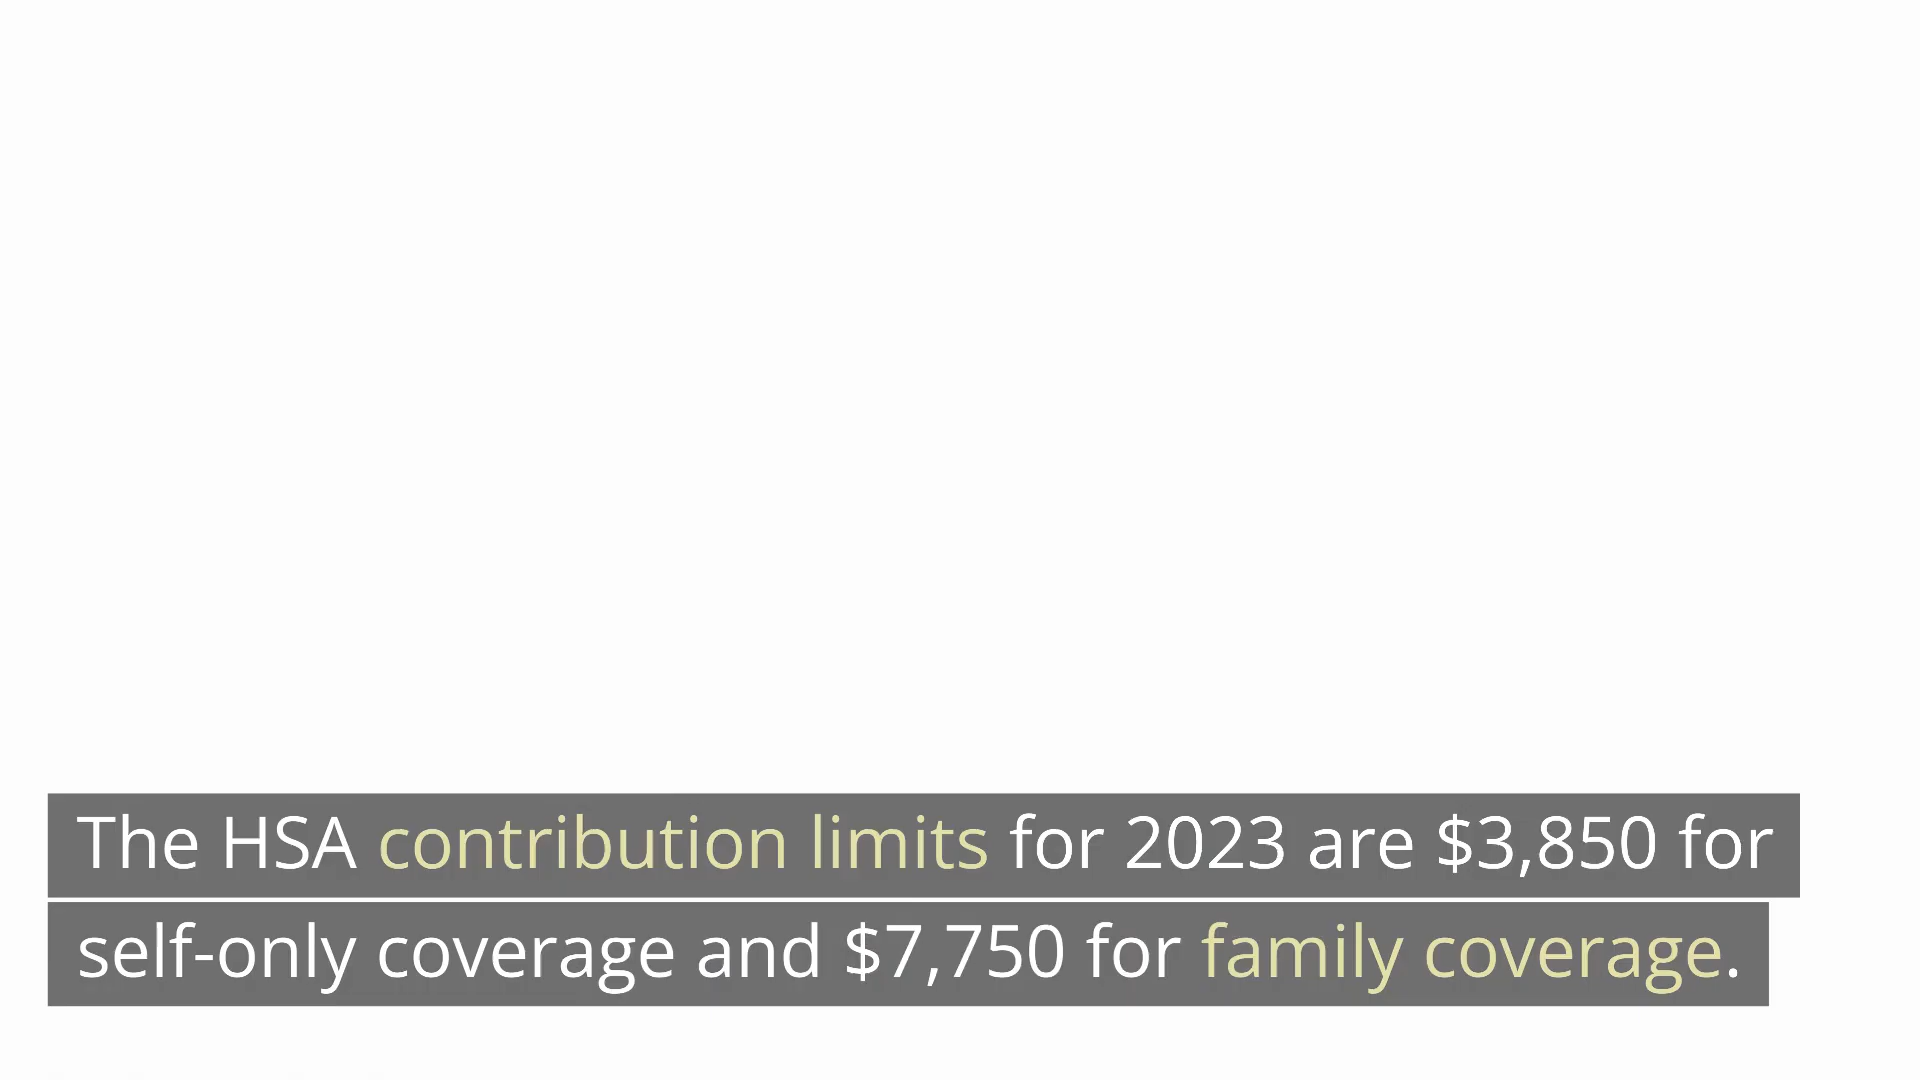 The HSA contribution limits for 2023 are $3,850 for
self-only coverage and $7,750 for family coverage.